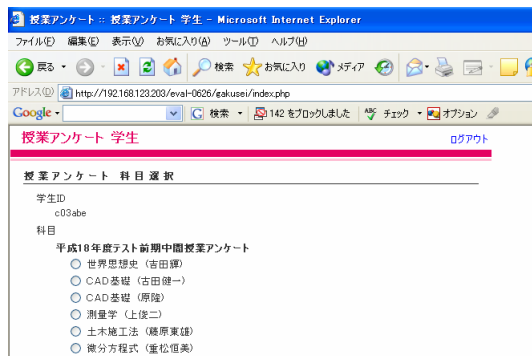 授業アンケート :: 授業アンケート 学生 - Microsoft Internet Explorer
ファイル(F) 編集(E) 表示(V) お気に入り(A) ツール(T) ヘルプ(H)
戻る 検索 お気に入り メディア
アドレス(D) http://192.168.123.203/eval-0626/gakusei/index.php
Google 検索 142 をブロックしました ABC チェック オプション
授業アンケート 学生 ログアウト
授業アンケート 科目選択
学生ID
c03abe
科目
平成18年度テスト前期中間授業アンケート
世界思想史 (吉田輝)
CAD基礎 (古田健一)
CAD基礎 (原隆)
測量学 (上俊二)
土木施工法 (藤原東雄)
微分方程式 (重松恒美)